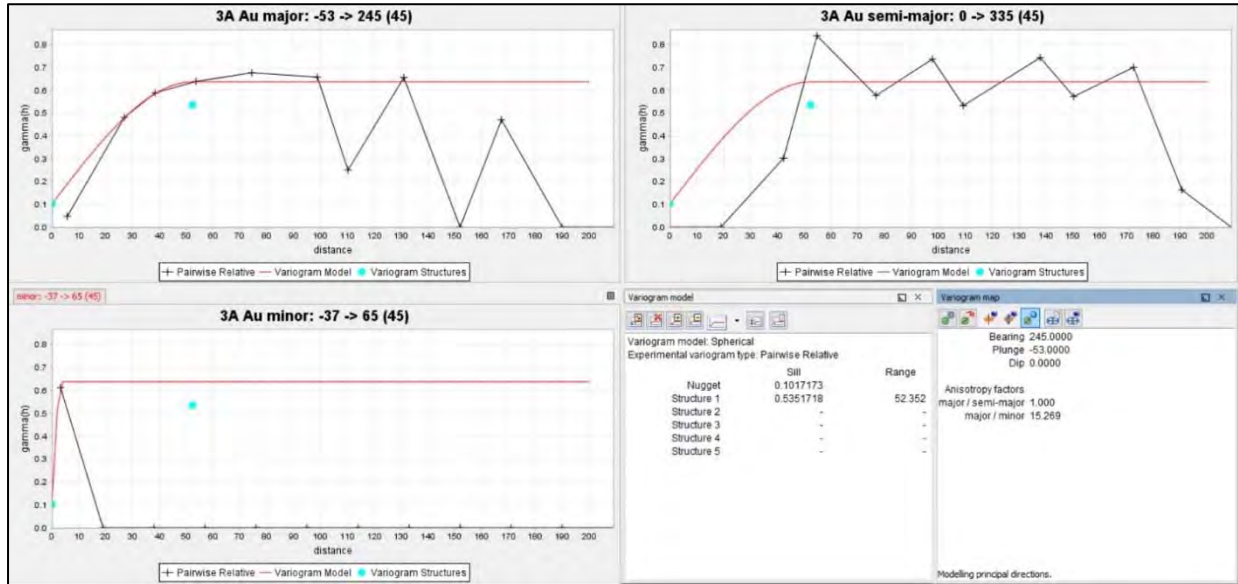 3A Au major: -53 -> 245 (45)
gamma(h)
0.8
0.7
0.6
0.5
0.4
0.3
0.2
0.1
0.0
0 10 20 30 40 50 60 70 80 90 100 110 120 130 140 150 160 170 180 190 200
distance
Pairwise Relative Variogram Model Variogram Structures
3A Au semi-major: 0 -> 335 (45)
gamma(h)
0.8
0.7
0.6
0.5
0.4
0.3
0.2
0.1
0.0
0 10 20 30 40 50 60 70 80 90 100 110 120 130 140 150 160 170 180 190 200
distance
Pairwise Relative Variogram Model Variogram Structures
minor: -37 -> 65 (45)
3A Au minor: -37 -> 65 (45)
gamma(h)
0.8
0.7
0.6
0.5
0.4
0.3
0.2
0.1
0.0
0 10 20 30 40 50 60 70 80 90 100 110 120 130 140 150 160 170 180 190 200
distance
Pairwise Relative Variogram Model Variogram Structures
Variogram model
Variogram model: Spherical
Experimental variogram type: Pairwise Relative
Sill Range
Nugget 0.1017173
Structure 1 0.5351718 52.352
Structure 2 - -
Structure 3 - -
Structure 4 - -
Structure 5 - -
Variogram map
Bearing 245.0000
Plunge -53.0000
Dip 0.0000
Anisotropy factors
major / semi-major 1.000
major / minor 15.269
Modelling principal directions.